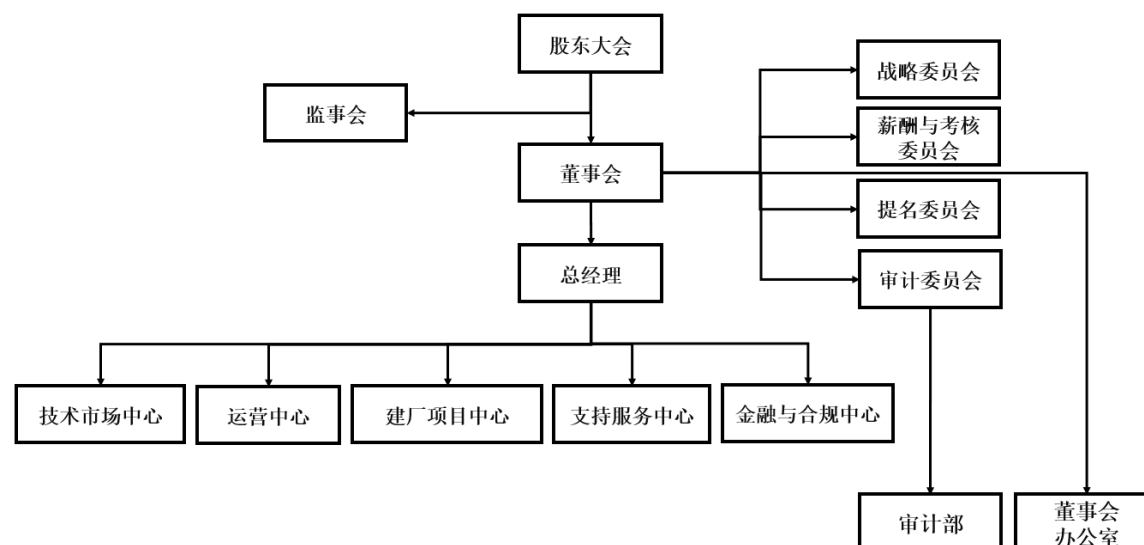 股东大会
监事会
战略委员会
薪酬与考核
委员会
董事会
提名委员会
总经理
审计委员会
技术市场中心
运营中心
建厂项目中心
支持服务中心
金融与合规中心
审计部
董事会
办公室